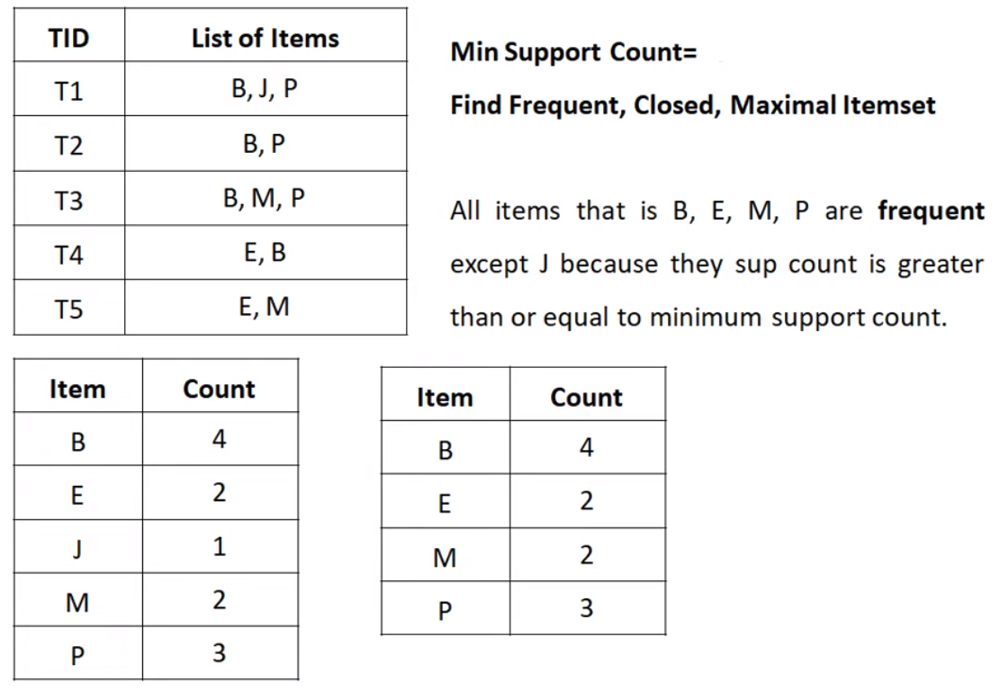 TID List of Items
T1 B, J, P
T2 B, P
T3 B, M, P
T4 E, B
T5 E, M
Min Support Count=
Find Frequent, Closed, Maximal Itemset
All items that is B, E, M, P are frequent
except J because they sup count is greater
than or equal to minimum support count.
Item Count
B 4
E 2
J 1
M 2
P 3
Item Count
B 4
E 2
M 2
P 3